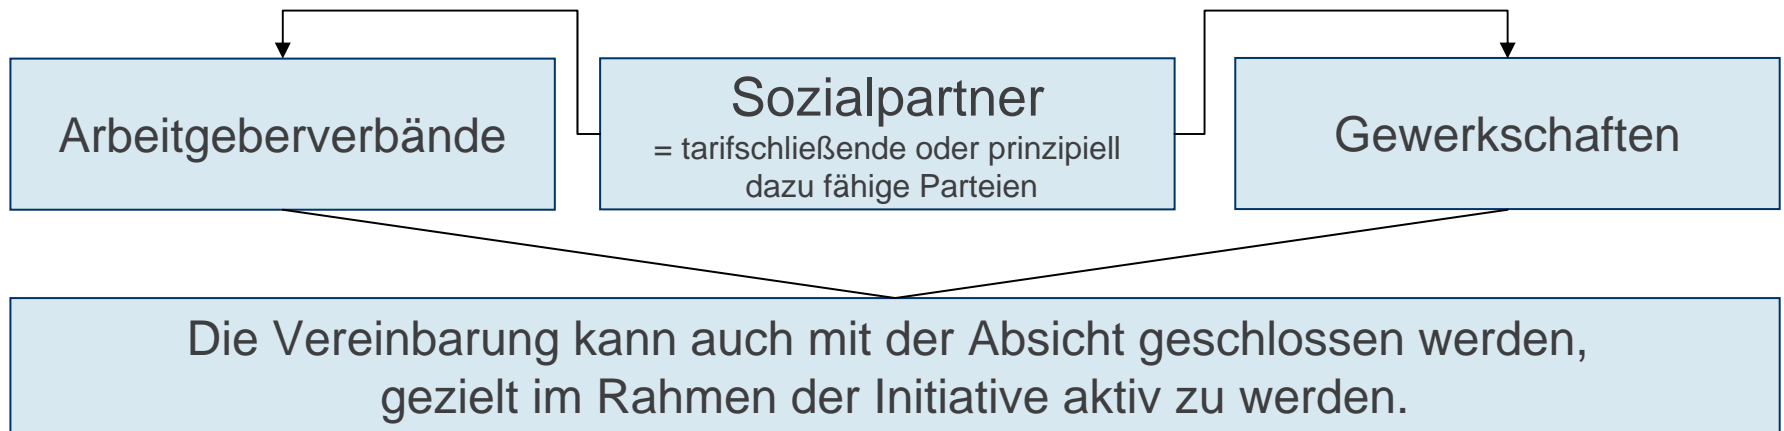 Arbeitgeberverbände
Sozialpartner
= tarifschließende oder prinzipiell
dazu fähige Parteien
Gewerkschaften
Die Vereinbarung kann auch mit der Absicht geschlossen werden,
gezielt im Rahmen der Initiative aktiv zu werden.